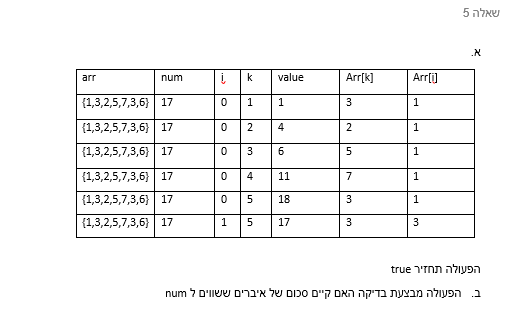 שאלה 5
א.
arr num i k value Arr[k] Arr[i]
{1,3,2,5,7,3,6} 17 0 1 1 3 1
{1,3,2,5,7,3,6} 17 0 2 4 2 1
{1,3,2,5,7,3,6} 17 0 3 6 5 1
{1,3,2,5,7,3,6} 17 0 4 11 7 1
{1,3,2,5,7,3,6} 17 0 5 18 3 1
{1,3,2,5,7,3,6} 17 1 5 17 3 3
הפעולה תחזיר true
ב. הפעולה מבצעת בדיקה האם קיים סכום של איברים ששווים ל num